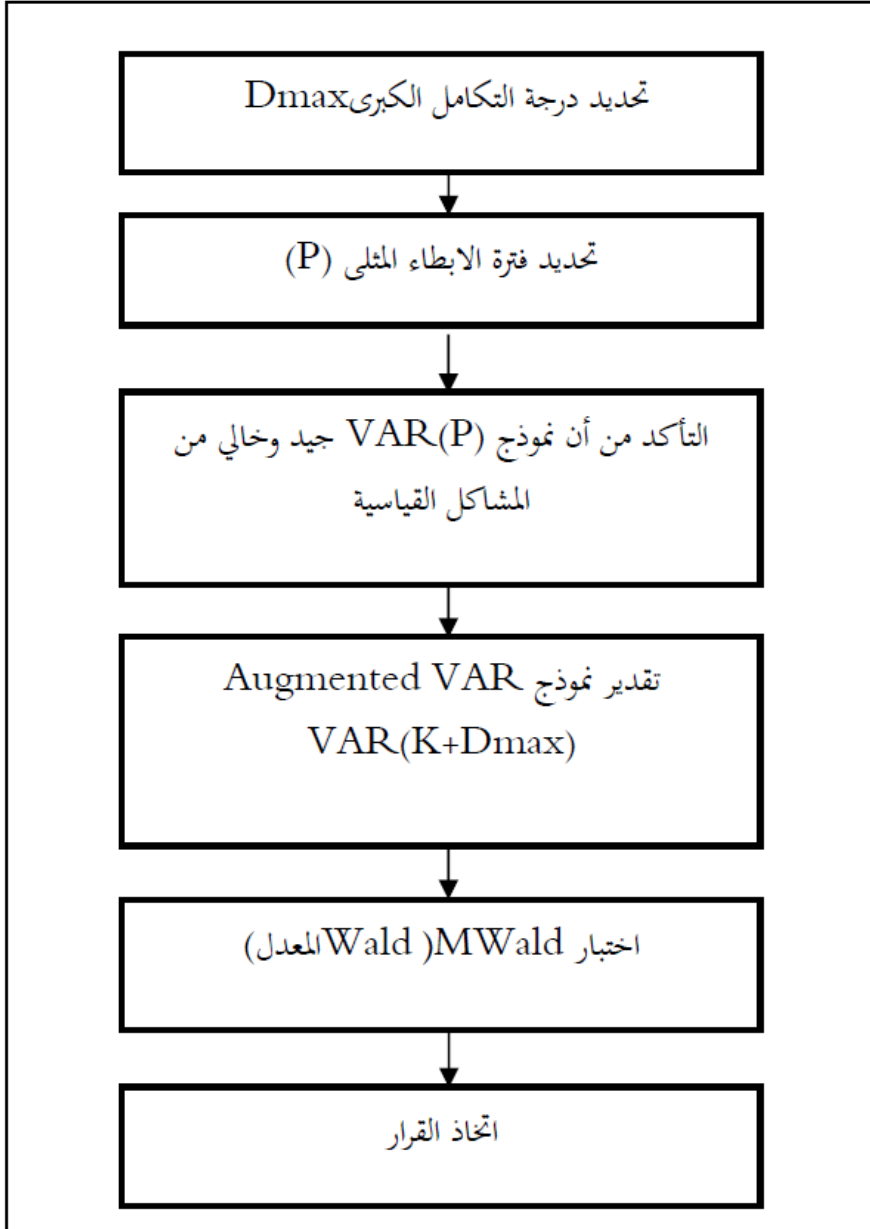 تحديد درجة التكامل الكبرىDmax
تحديد فترة الابطاء المثلى (P)
التأكد من أن نموذج VAR(P) جيد وخالي من
المشاكل القياسية
تقدير نموذج Augmented VAR
VAR(K+Dmax)
اختبار MWald( Waldالمعدل)
اتخاذ القرار